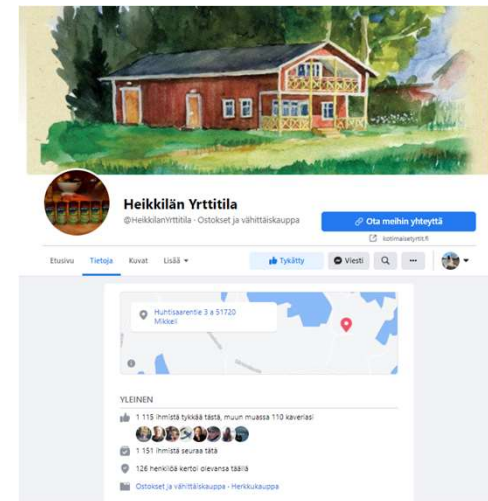 Heikkilän Yrttitila
@HeikkilanYrttitila · Ostokset ja vähittäiskauppa
Ota meihin yhteyttä
kotimaisetyrtit.fi
Etusivu Tietoja Kuvat Lisää
Tykätty Viesti
Huhtisaarentie 3 a 51720
Mikkeli
YLEINEN
1 115 ihmistä tykkää tästä, muun muassa 110 kaveriasi
1 151 ihmistä seuraa tätä
126 henkilöä kertoi olevansa täällä
Ostokset ja vähittäiskauppa · Herkkukauppa